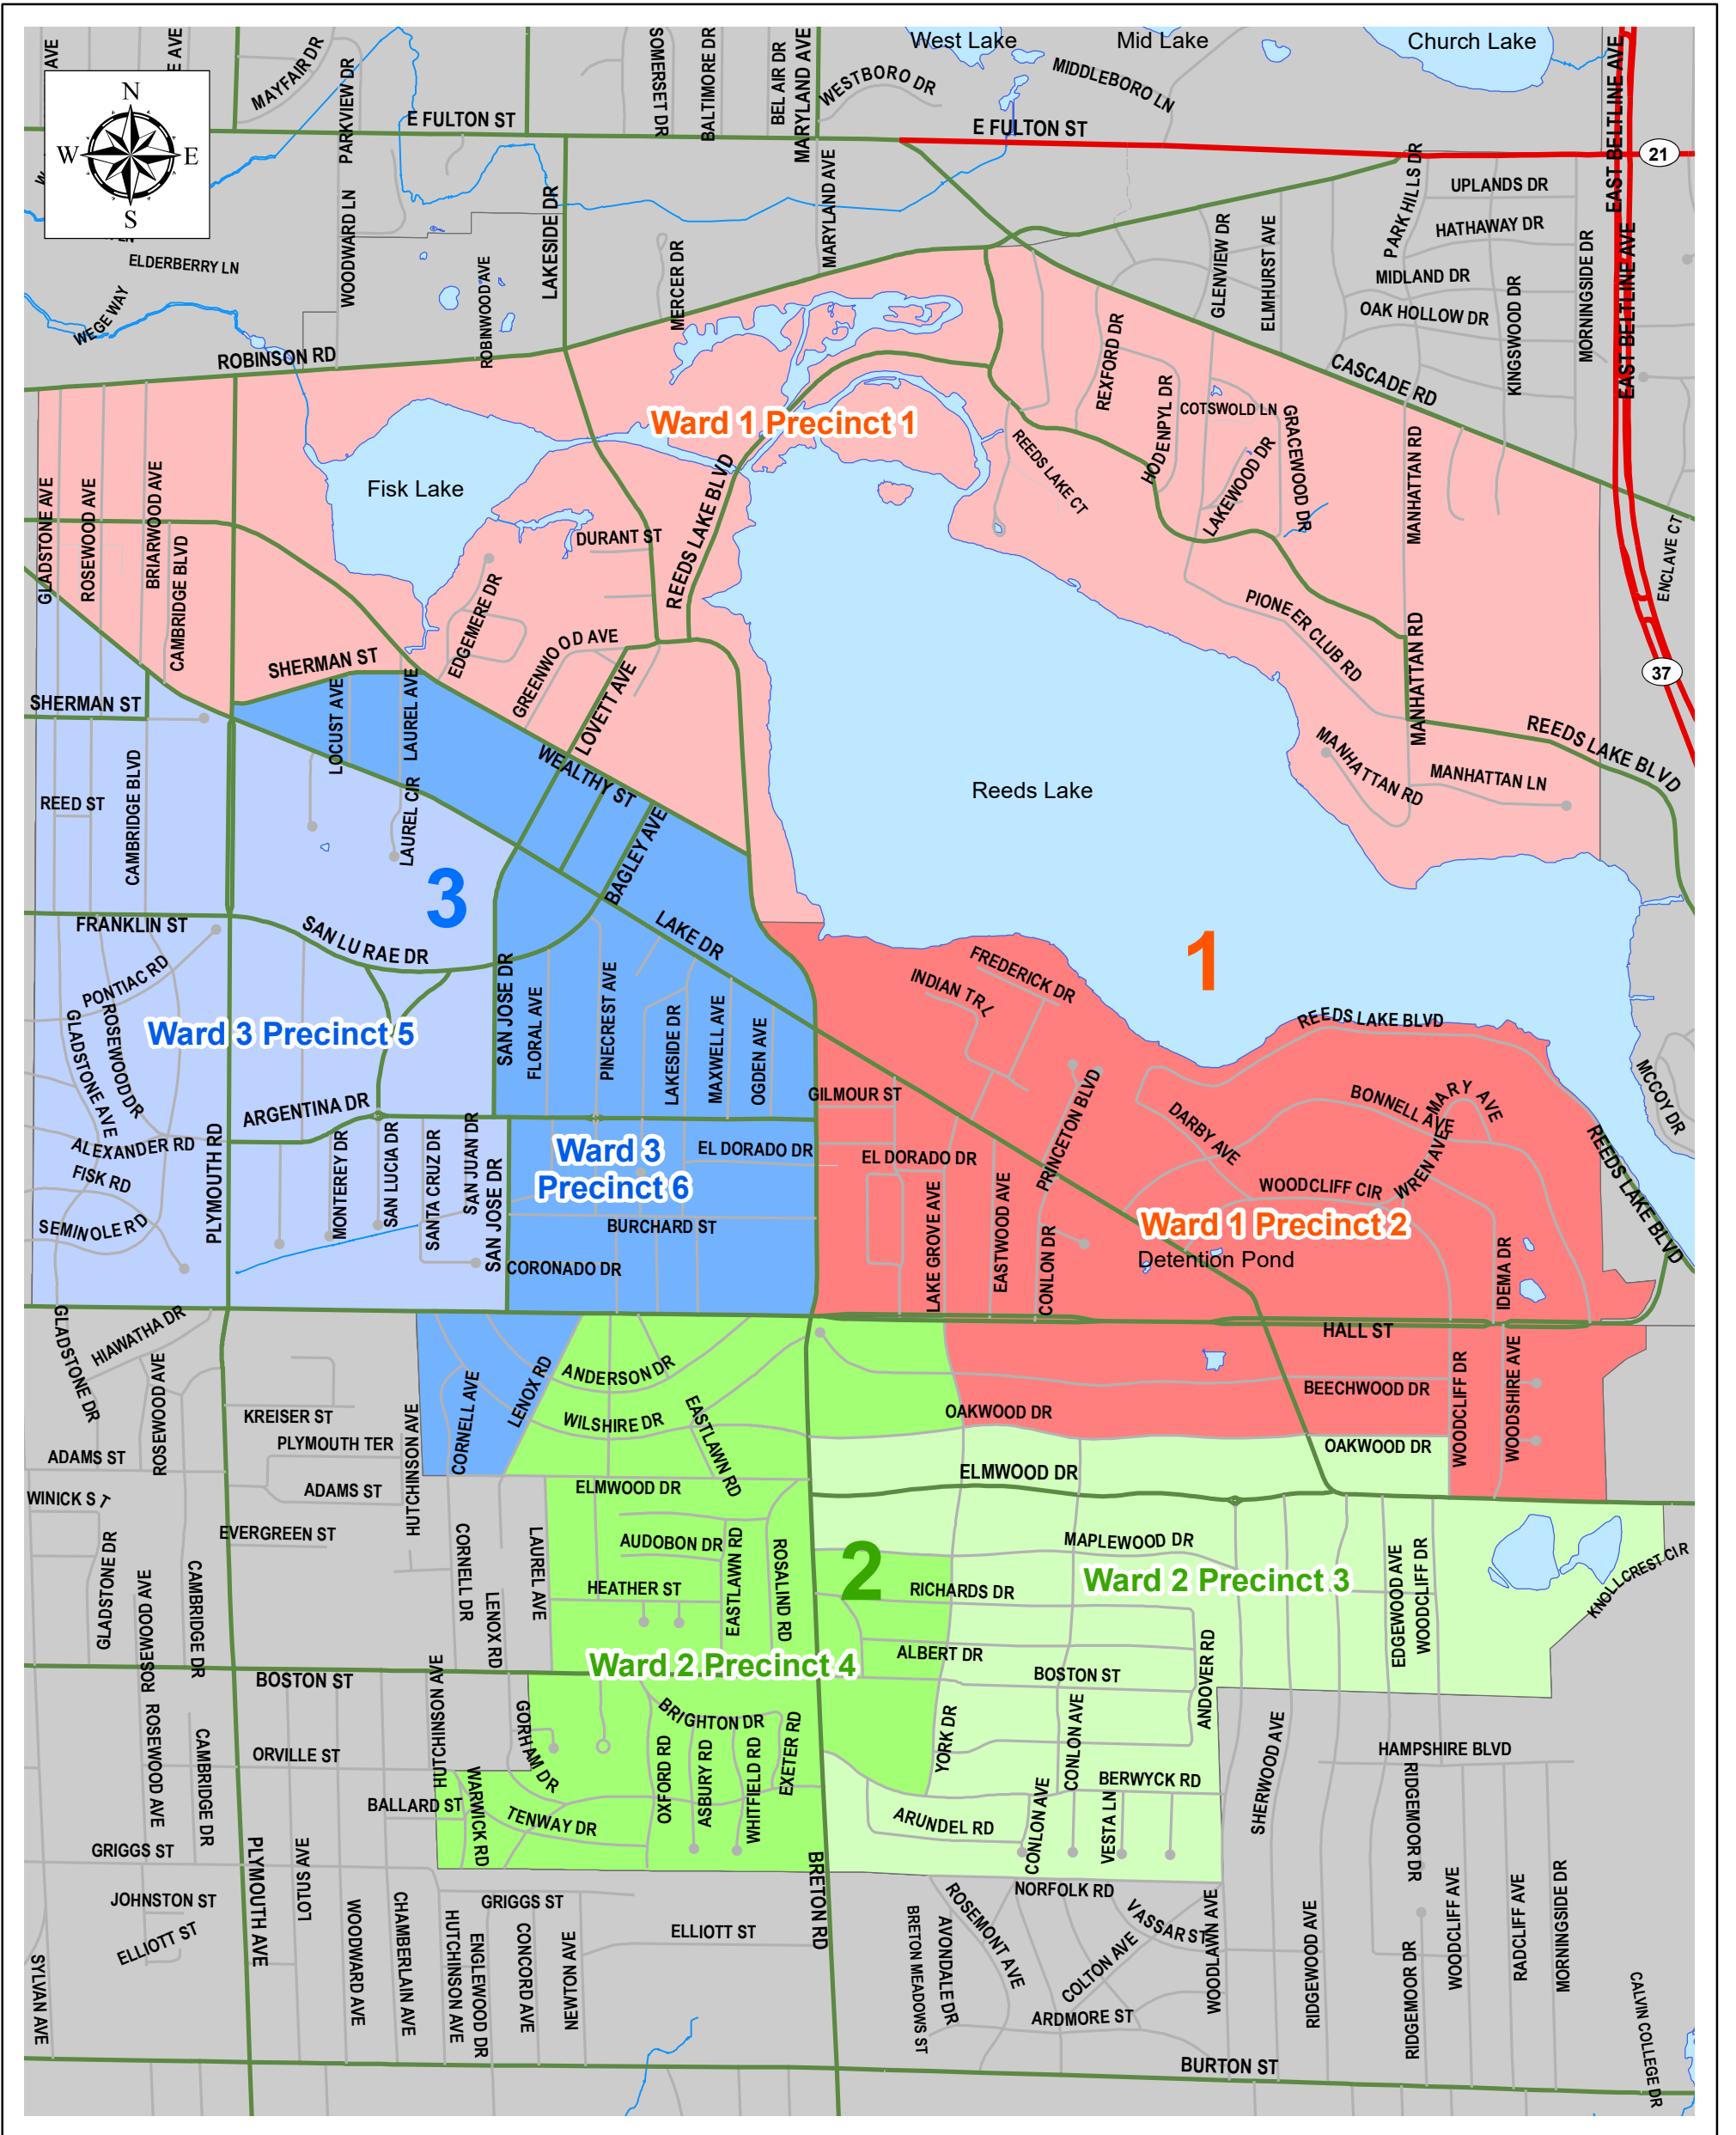 West Lake
Mid Lake
Church Lake
AVE
E AVE
MAYFAIR DR
PARKVIEW DR
E FULTON ST
SOMERSET DR
BALTIMORE DR
BEL AIR DR
MARYLAND AVE
WESTBORO DR
MIDDLEBORO LN
E FULTON ST
EAST BELTLINE AVE
21
N
W
E
S
ELDERBERRY LN
WEGE WAY
WOODWARD LN
ROBINWOOD AVE
LAKESIDE DR
MERCER DR
MARYLAND AVE
PARK HILLS DR
UPLANDS DR
HATHAWAY DR
MIDLAND DR
OAK HOLLOW DR
GLENVIEW DR
ELMHURST AVE
KINGSWOOD DR
MORNINGSIDE DR
EAST BELTLINE AVE
ROBINSON RD
CASCADE RD
REXFORD DR
HODENPYL DR
COTSWOLD LN
GRACEWOOD DR
LAKEWOOD DR
REEDS LAKE CT
MANHATTAN RD
ENCLAVE CT
Ward 1 Precinct 1
Fisk Lake
GLADSTONE AVE
ROSEWOOD AVE
BRIARWOOD AVE
CAMBRIDGE BLVD
DURANT ST
REEDS LAKE BLVD
EDGEMERE DR
GREENWOOD AVE
LOVETT AVE
SHERMAN ST
SHERMAN ST
PIONEER CLUB RD
MANHATTAN RD
37
REEDS LAKE BLVD
MANHATTAN RD
MANHATTAN LN
Reeds Lake
LOCUST AVE
LAUREL AVE
LAUREL CIR
WEALTHY ST
BAGLEY AVE
REED ST
CAMBRIDGE BLVD
3
LAKE DR
FRANKLIN ST
SAN LU RAE DR
PONTIAC RD
ROSEWOOD DR
GLADSTONE AVE
Ward 3 Precinct 5
SAN JOSE DR
FLORAL AVE
PINECREST AVE
LAKESIDE DR
MAXWELL AVE
OGDEN AVE
1
FREDERICK DR
INDIAN TRL
REEDS LAKE BLVD
MCCOY DR
GILMOUR ST
PRINCETON BLVD
BONNELL AVE
MARY AVE
DARBY AVE
WREN AVE
REEDS LAKE BLVD
ARGENTINA DR
ALEXANDER RD
FISK RD
SEMINOLE RD
PLYMOUTH RD
MONTEREY DR
SAN LUCIA DR
SANTA CRUZ DR
SAN JUAN DR
SAN JOSE DR
Ward 3
Precinct 6
EL DORADO DR
EL DORADO DR
BURCHARD ST
CORONADO DR
LAKE GROVE AVE
EASTWOOD AVE
CONLON DR
WOODCLIFF CIR
Ward 1 Precinct 2
Detention Pond
IDEMA DR
HALL ST
GLADSTONE DR
HIAWATHA DR
ROSEWOOD AVE
CORNELL AVE
LENOX RD
ANDERSON DR
WILSHIRE DR
EASTLAWN RD
BEECHWOOD DR
OAKWOOD DR
OAKWOOD DR
WOODCLIFF DR
WOODSHIRE AVE
KREISER ST
PLYMOUTH TER
ADAMS ST
ADAMS ST
HUTCHINSON AVE
ELMWOOD DR
ELMWOOD DR
WINICK ST
EVERGREEN ST
GLADSTONE DR
ROSEWOOD AVE
CAMBRIDGE DR
CORNELL DR
LENOX RD
LAUREL AVE
AUDOBON DR
HEATHER ST
EASTLAWN RD
ROSALIND RD
2
MAPLEWOOD DR
Ward 2 Precinct 3
RICHARDS DR
EDGEWOOD AVE
WOODCLIFF DR
KNOLLCREST CIR
ALBERT DR
BOSTON ST
ANDOVER RD
Ward 2 Precinct 4
BOSTON ST
HUTCHINSON AVE
ROSEWOOD AVE
CAMBRIDGE DR
ORVILLE ST
GORHAM DR
BRIGHTON DR
OXFORD RD
ASBURY RD
WHITFIELD RD
EXETER RD
YORK DR
CONLON AVE
SHERWOOD AVE
HAMPSHIRE BLVD
RIDGEMOOR DR
BERWYCK RD
BALLARD ST
WARWICK RD
TENWAY DR
ARUNDEL RD
CONLON AVE
VESTA LN
GRIGGS ST
PLYMOUTH AVE
LOTUS AVE
JOHNSTON ST
ELLIOTT ST
SYLVAN AVE
WOODWARD AVE
CHAMBERLAIN AVE
HUTCHINSON AVE
ENGLEWOOD DR
GRIGGS ST
CONCORD AVE
NEWTON AVE
ELLIOTT ST
BRETON RD
NORFOLK RD
BRETON MEADOWS ST
AVONDALE DR
ROSEMONT AVE
VASSAR ST
COLTON AVE
WOODLAWN AVE
ARDMORE ST
RIDGEWOOD AVE
RIDGEMOOR DR
WOODCLIFF AVE
RADCLIFF AVE
MORNINGSIDE DR
CALVIN COLLEGE DR
BURTON ST